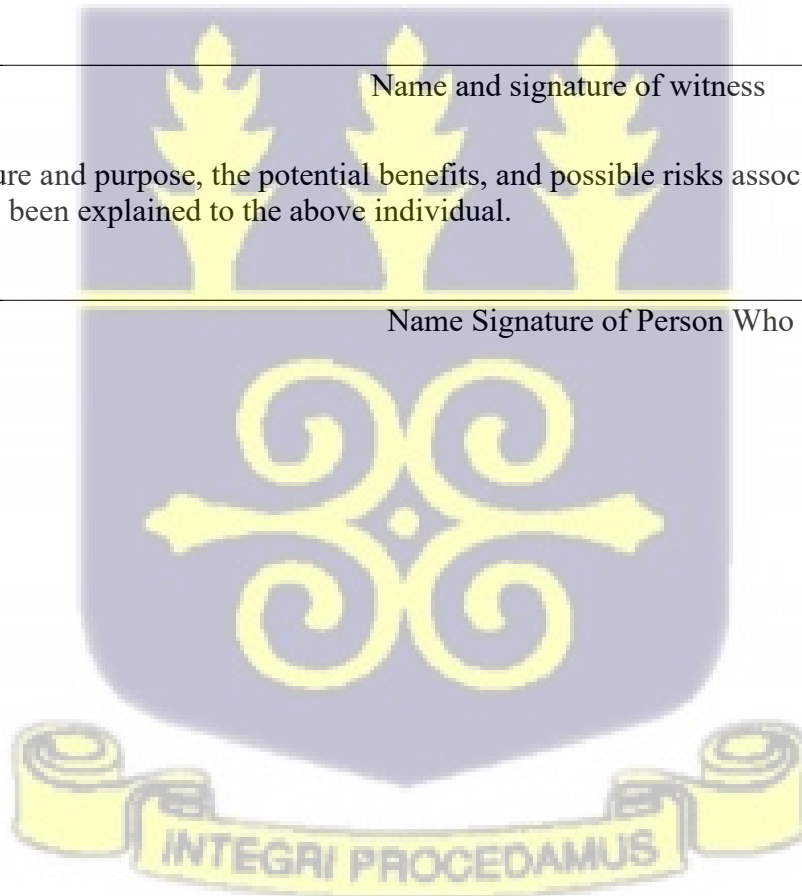 Name and signature of witness
ure and purpose, the potential benefits, and possible risks associ
been explained to the above individual.
Name Signature of Person Who
INTEGRI PROCEDAMUS